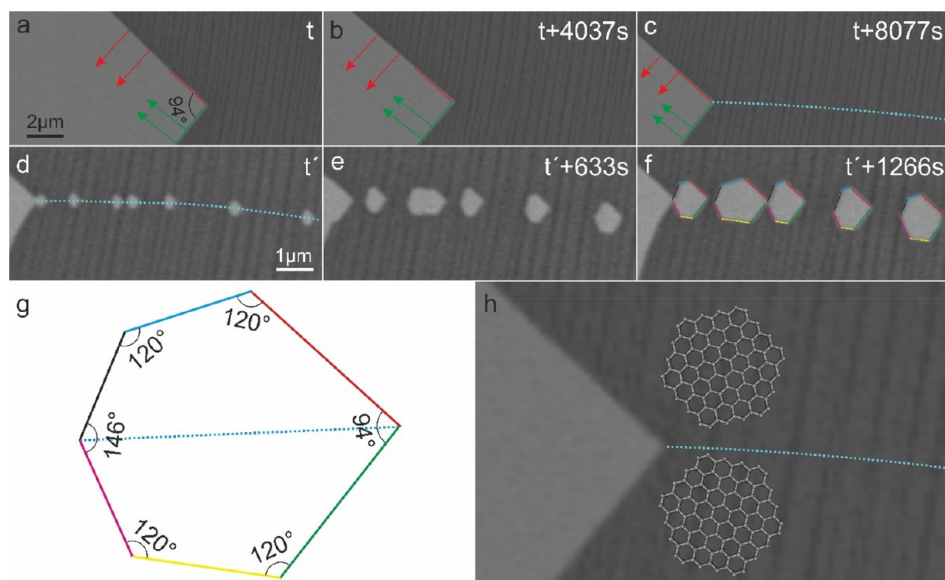 a
t
94°
2µm
b
t+4037s
c
t+8077s
d
t´
1µm
e
t´+633s
f
t´+1266s
g
120°
120°
146°
94°
120°
120°
h